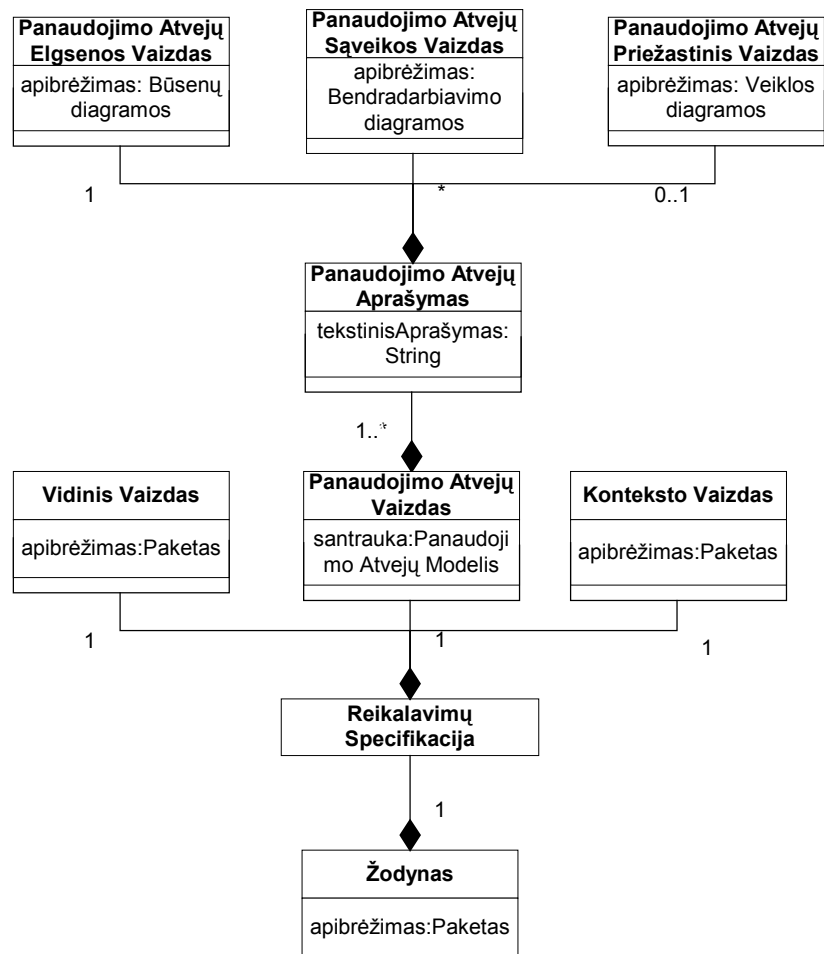 Panaudojimo Atvejų
Elgsenos Vaizdas
apibrėžimas: Būsenų
diagramos
Panaudojimo Atvejų
Sąveikos Vaizdas
apibrėžimas:
Bendradarbiavimo
diagramos
Panaudojimo Atvejų
Priežastinis Vaizdas
apibrėžimas: Veiklos
diagramos
1
*
0..1
Panaudojimo Atvejų
Aprašymas
tekstinisAprašymas:
String
1..*
Vidinis Vaizdas
apibrėžimas:Paketas
Panaudojimo Atvejų
Vaizdas
santrauka:Panaudoji
mo Atvejų Modelis
Konteksto Vaizdas
apibrėžimas:Paketas
1
1
1
Reikalavimų
Specifikacija
1
Žodynas
apibrėžimas:Paketas